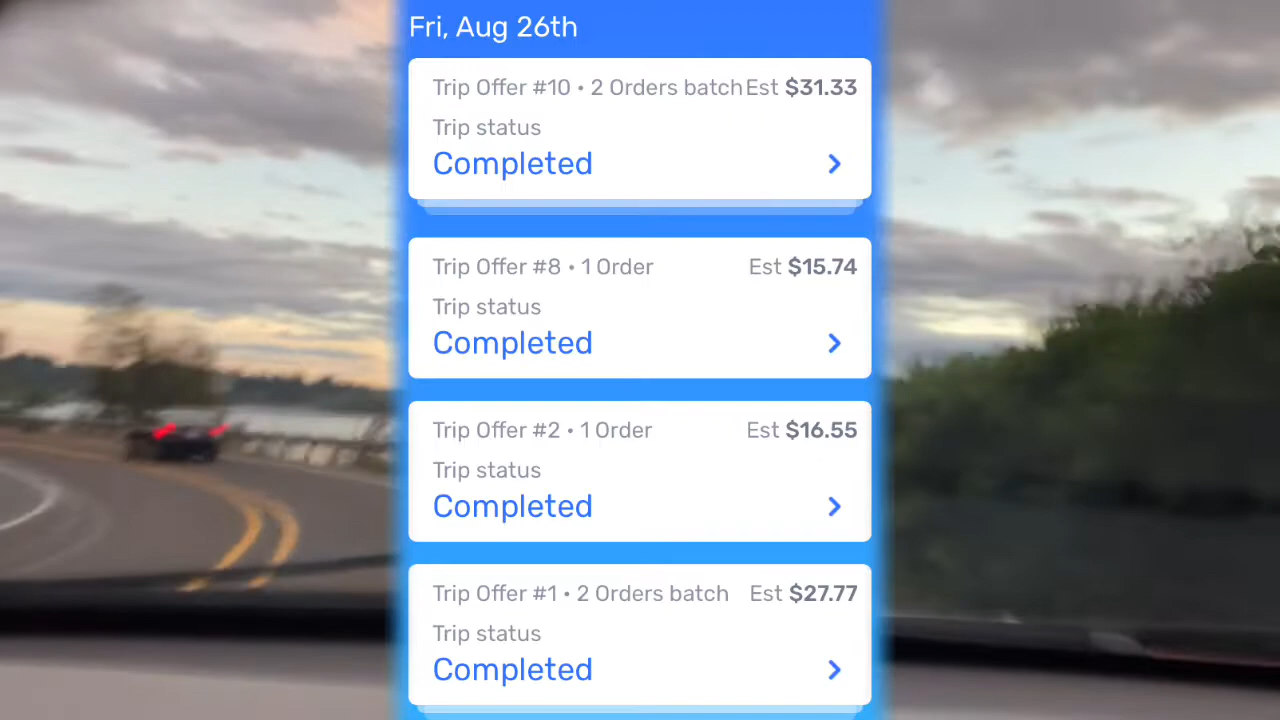 Fri, Aug 26th
Trip Offer #10 • 2 Orders batch Est $31.33
Trip status
Completed
Trip Offer #8 • 1 Order Est $15.74
Trip status
Completed
Trip Offer #2 • 1 Order Est $16.55
Trip status
Completed
Trip Offer #1 • 2 Orders batch Est $27.77
Trip status
Completed